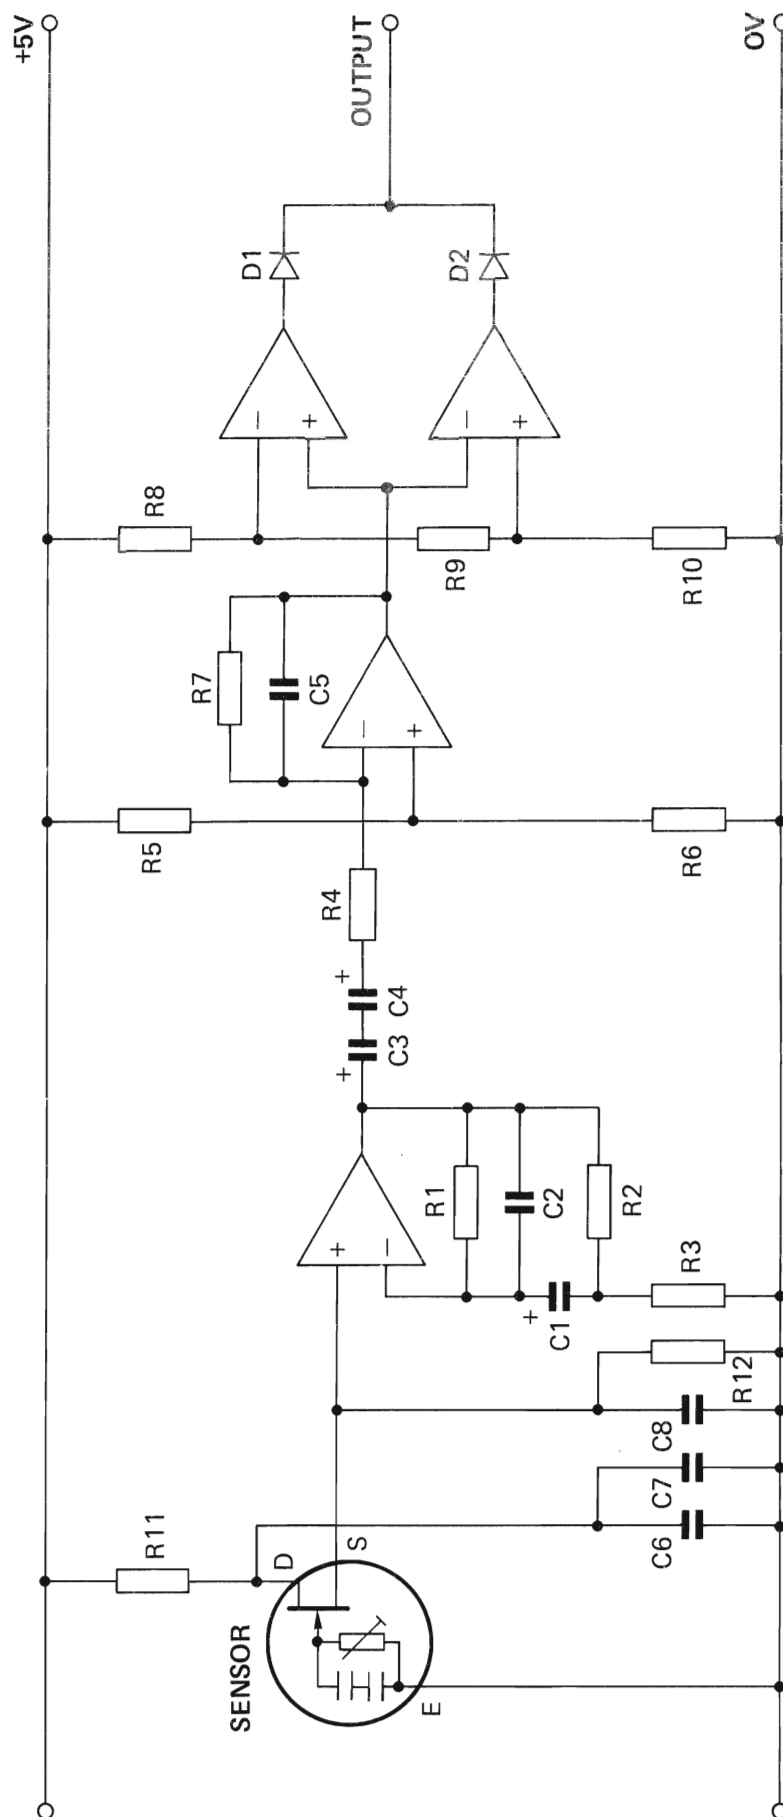 +5V
OUTPUT
0V
D1
D2
R8
R9
R10
−
+
−
+
R7
C5
−
+
R5
R6
R4
+
C4
C3
+
+
−
R1
C2
R2
+
C1
R3
R12
C8
C7
C6
R11
D
S
SENSOR
E